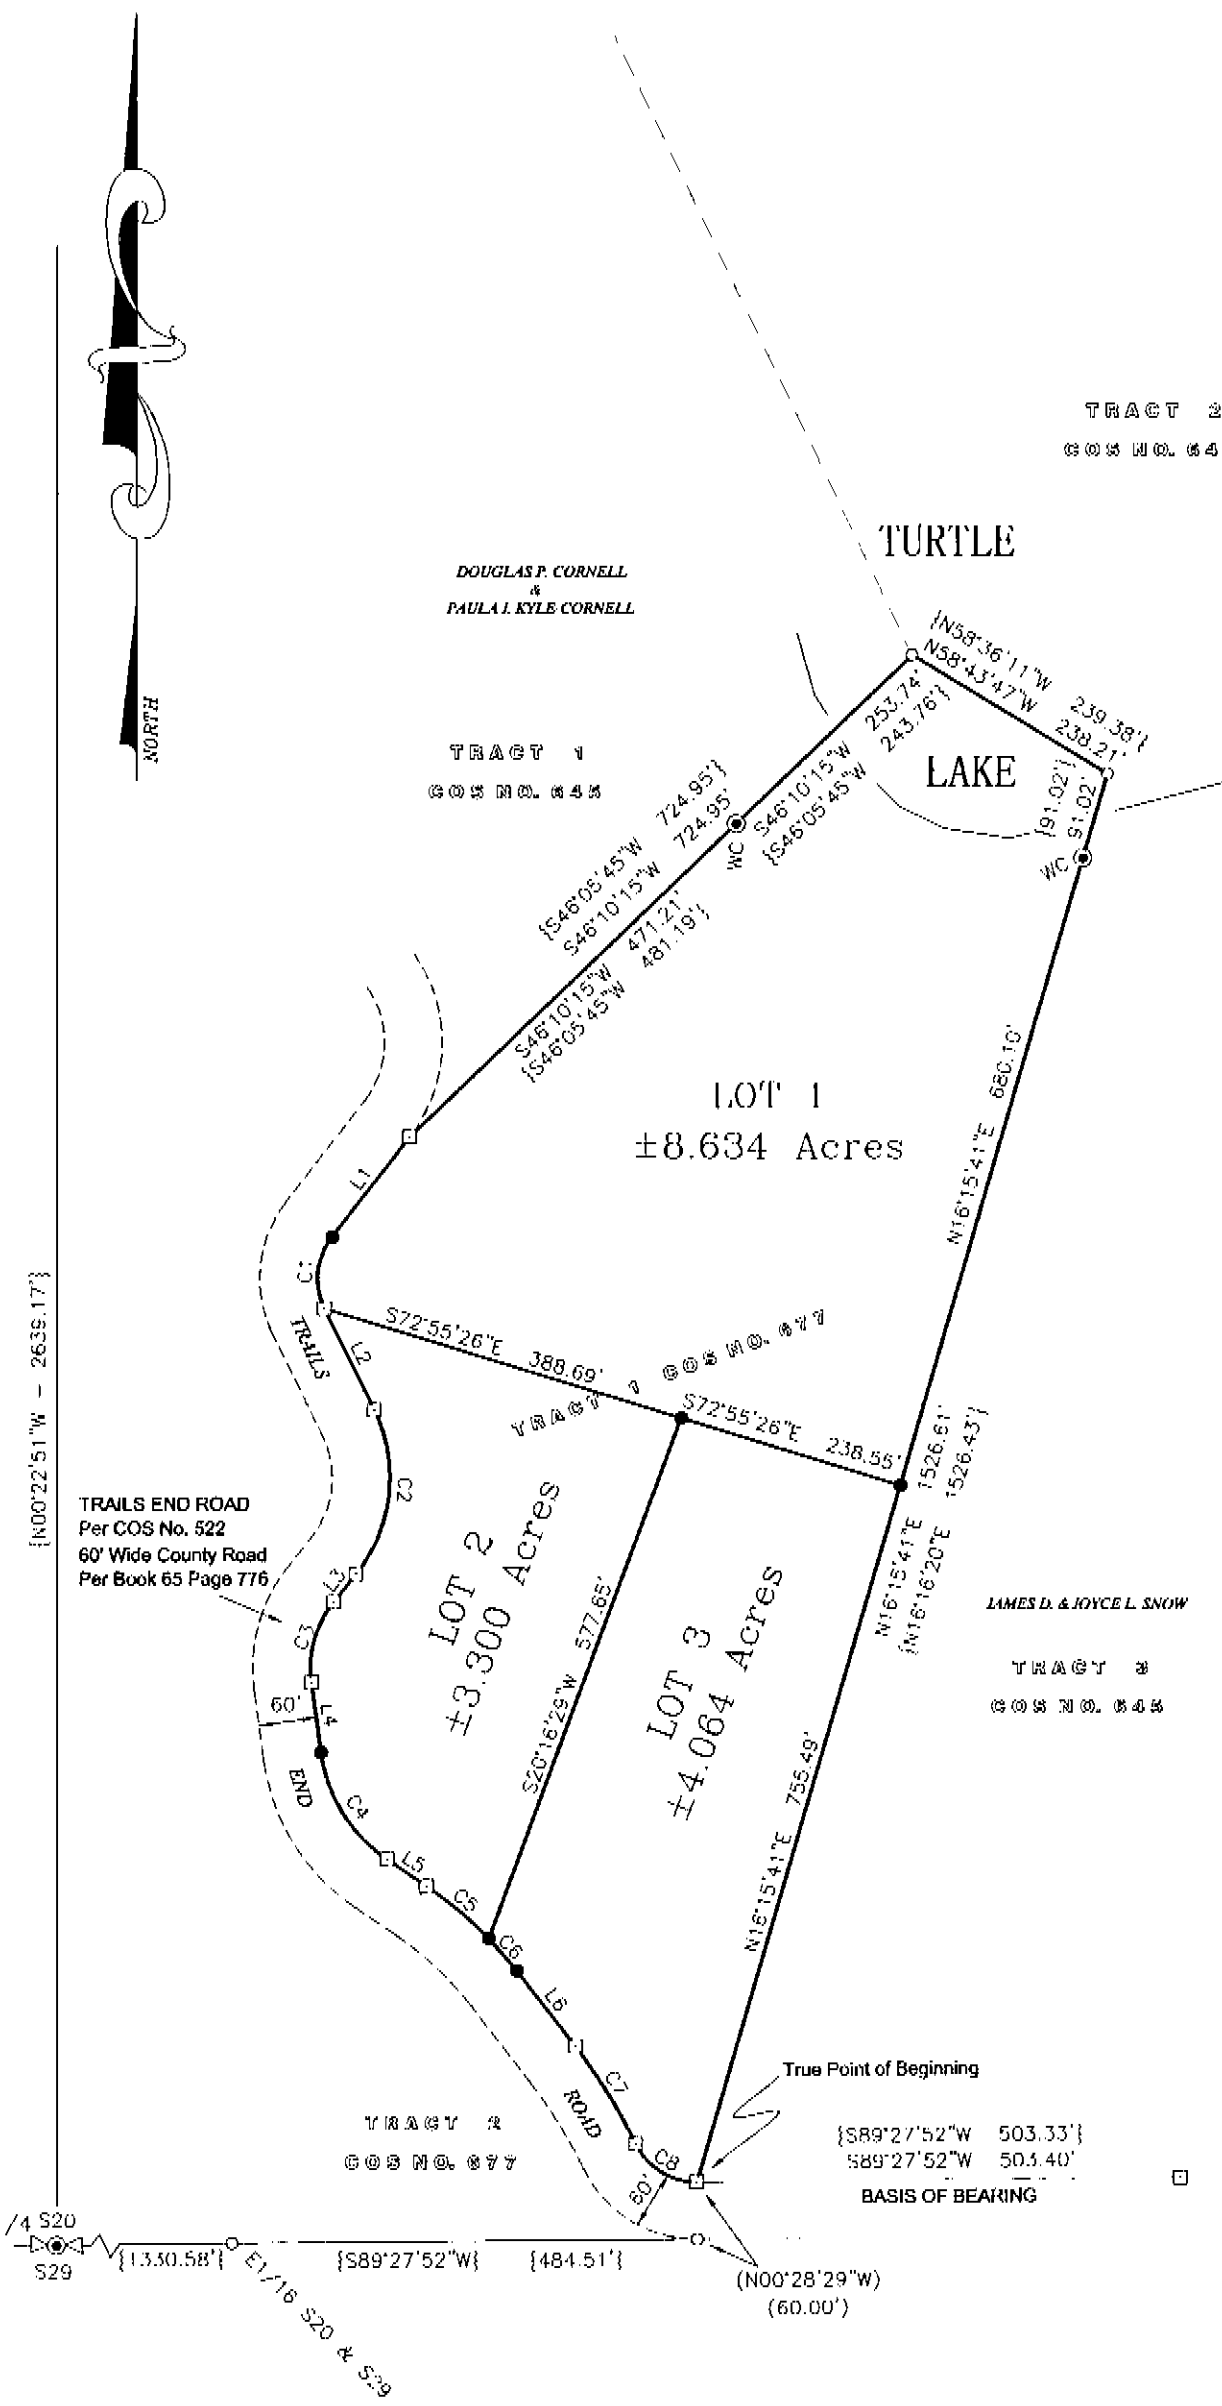 TRACT 2
COS NO. 64
TURTLE
DOUGLAS P. CORNELL
&
PAULA J. KYLE CORNELL
{N58°36'11"W 239.38'}
N58°43'47"W 238.21'
NORTH
TRACT 1
COS NO. 645
LAKE
S46°10'15"W 253.74'
{S46°05'45"W 243.76'}
{91.02'}
91.02'
WC
WC
{S46°05'45"W 724.95'}
S46°10'15"W 724.95'
S46°10'15"W 471.21'
{S46°05'45"W 481.19'}
LOT 1
±8.634 Acres
N16°15'41"E 680.10'
L1
C1
{N00°22'51"W - 2639.17'}
TRAILS
L2
S72°55'26"E 388.69'
TRACT 1 COS NO. 677
S72°55'26"E 238.55'
N16°15'41"E 1526.61'
{N16°16'20"E 1526.43'}
C2
TRAILS END ROAD
Per COS No. 522
60' Wide County Road
Per Book 65 Page 776
L3
C3
LOT 2
±3.300 Acres
S20°16'29"W 577.65'
LOT 3
±4.064 Acres
JAMES D. & JOYCE L. SNOW
TRACT 3
COS NO. 645
60'
L4
END
C4
L5
C5
N16°15'41"E 755.49'
C6
L6
C7
ROAD
True Point of Beginning
TRACT 2
COS NO. 677
C8
60'
{S89°27'52"W 503.33'}
S89°27'52"W 503.40'
BASIS OF BEARING
/4 S20
S29
{1330.58'}
E1/16 S20 & S29
{S89°27'52"W} {484.51'}
(N00°28'29"W)
(60.00')